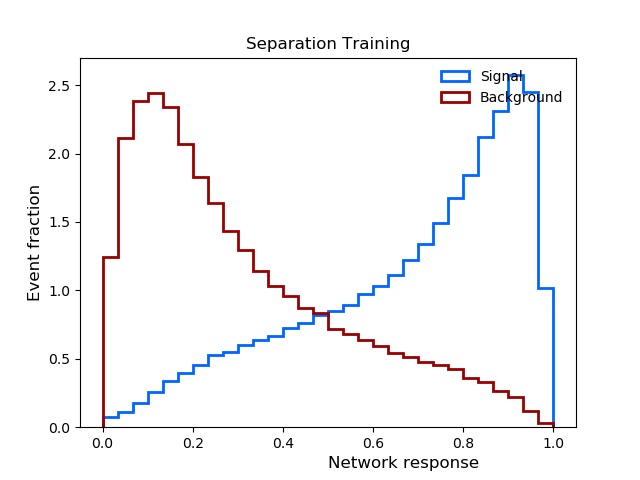 Separation Training
Signal
Background
2.5
2.0
1.5
1.0
0.5
0.0
Event fraction
0.0 0.2 0.4 0.6 0.8 1.0
Network response